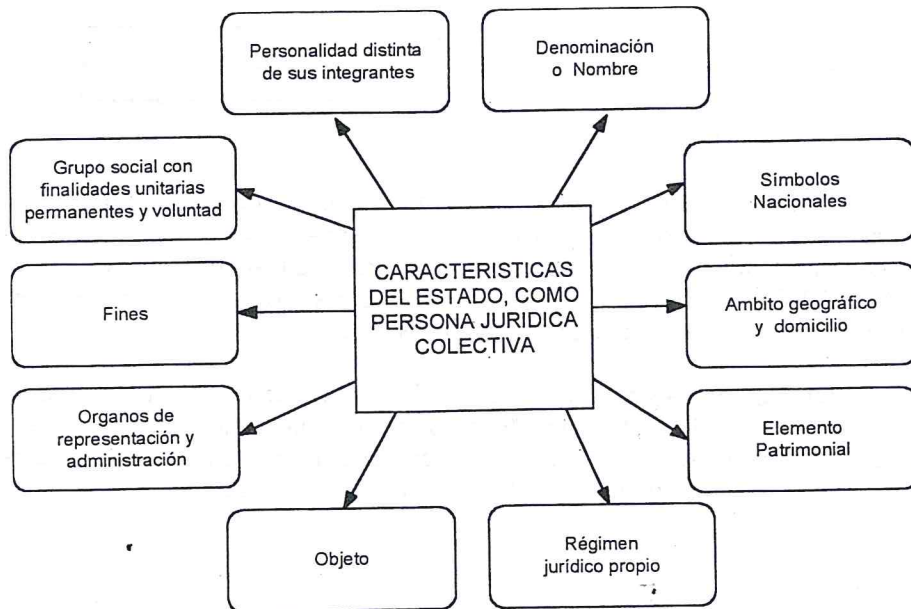 Personalidad distinta
de sus integrantes
Denominación
o Nombre
Grupo social con
finalidades unitarias
permanentes y voluntad
Símbolos
Nacionales
CARACTERISTICAS
DEL ESTADO, COMO
PERSONA JURIDICA
COLECTIVA
Fines
Ambito geográfico
y domicilio
Organos de
representación y
administración
Elemento
Patrimonial
Objeto
Régimen
jurídico propio